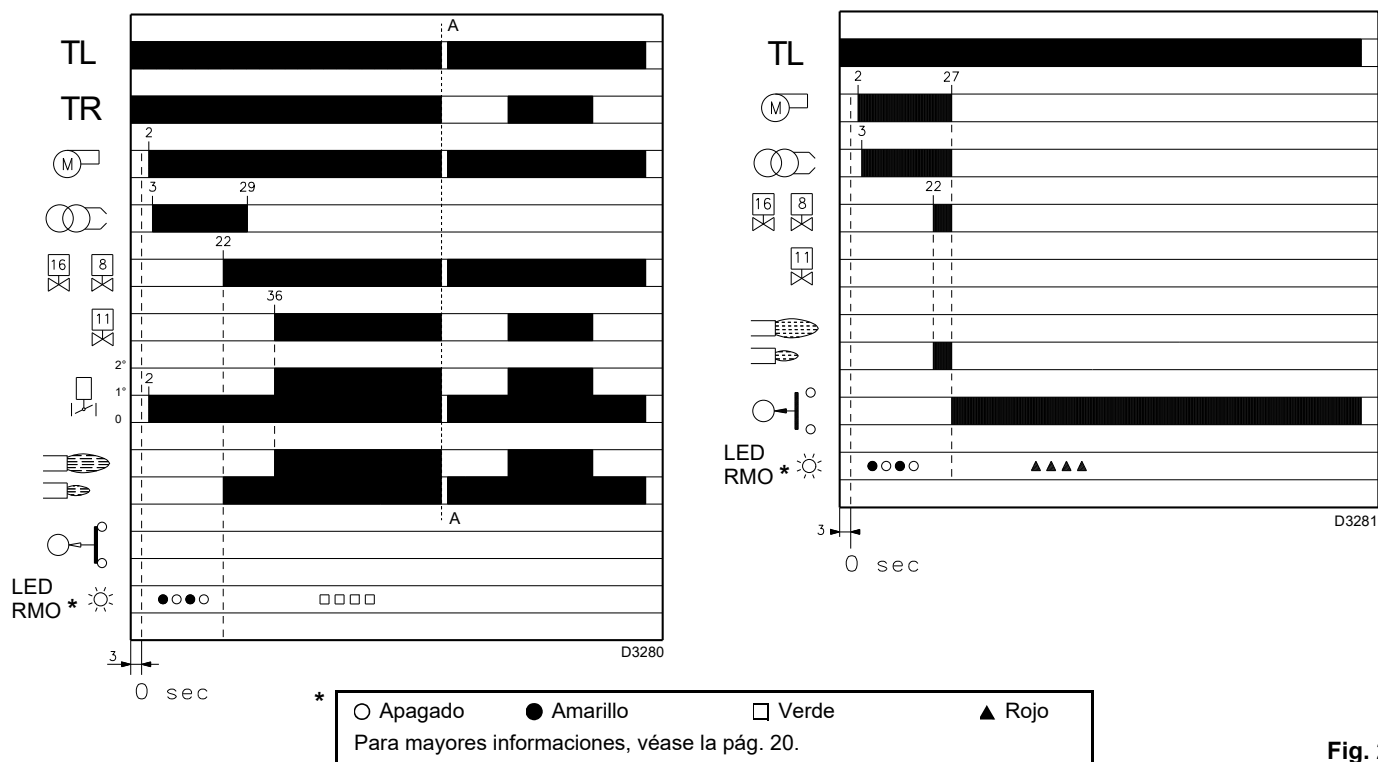 A
TL
TR
2
M
3 29
22
16 8
36
11
2°
1°
0
2
A
LED
RMO *
D3280
3
0 sec
TL
2 27
M
3
22
16 8
11
LED
RMO *
D3281
3
0 sec
*
○ Apagado ● Amarillo □ Verde ▲ Rojo
Para mayores informaciones, véase la pág. 20.
Fig.